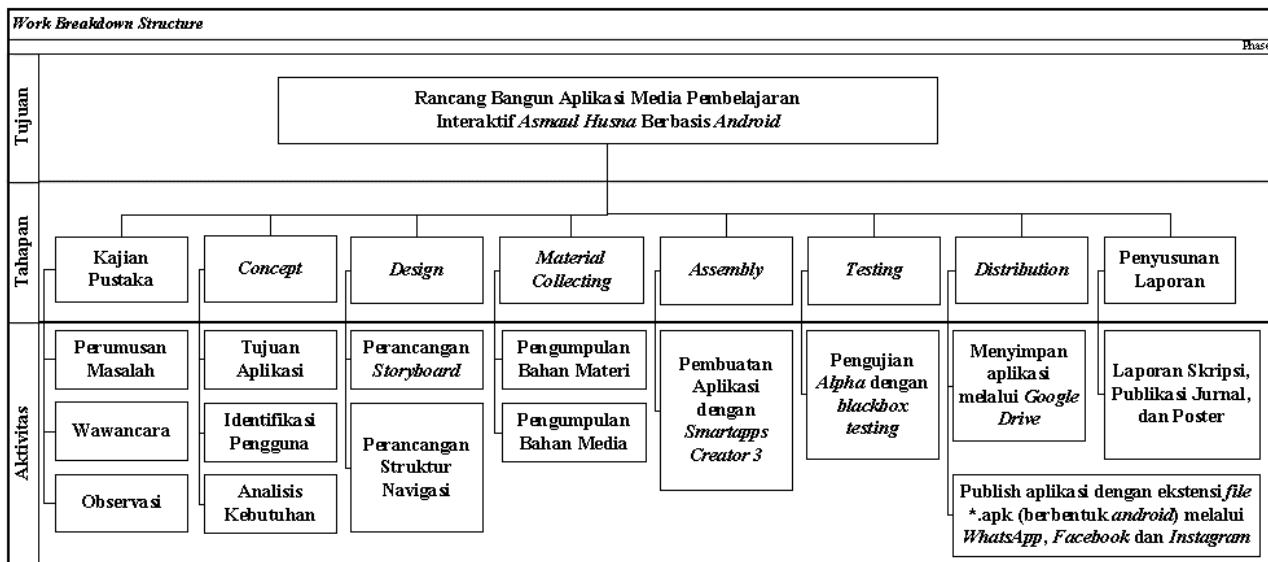 Work Breakdown Structure
Phase
Tujuan
Rancang Bangun Aplikasi Media Pembelajaran
Interaktif Asmaul Husna Berbasis Android
Tahapan
Kajian
Pustaka
Concept
Design
Material
Collecting
Assembly
Testing
Distribution
Penyusunan
Laporan
Aktivitas
Perumusan
Masalah
Wawancara
Observasi
Tujuan
Aplikasi
Identifikasi
Pengguna
Analisis
Kebutuhan
Perancangan
Storyboard
Perancangan
Struktur
Navigasi
Pengumpulan
Bahan Materi
Pengumpulan
Bahan Media
Pembuatan
Aplikasi
dengan
Smartapps
Creator 3
Pengujian
Alpha dengan
blackbox
testing
Menyimpan
aplikasi
melalui Google
Drive
Publish aplikasi dengan ekstensi file
*.apk (berbentuk android) melalui
WhatsApp, Facebook dan Instagram
Laporan Skripsi,
Publikasi Jurnal,
dan Poster